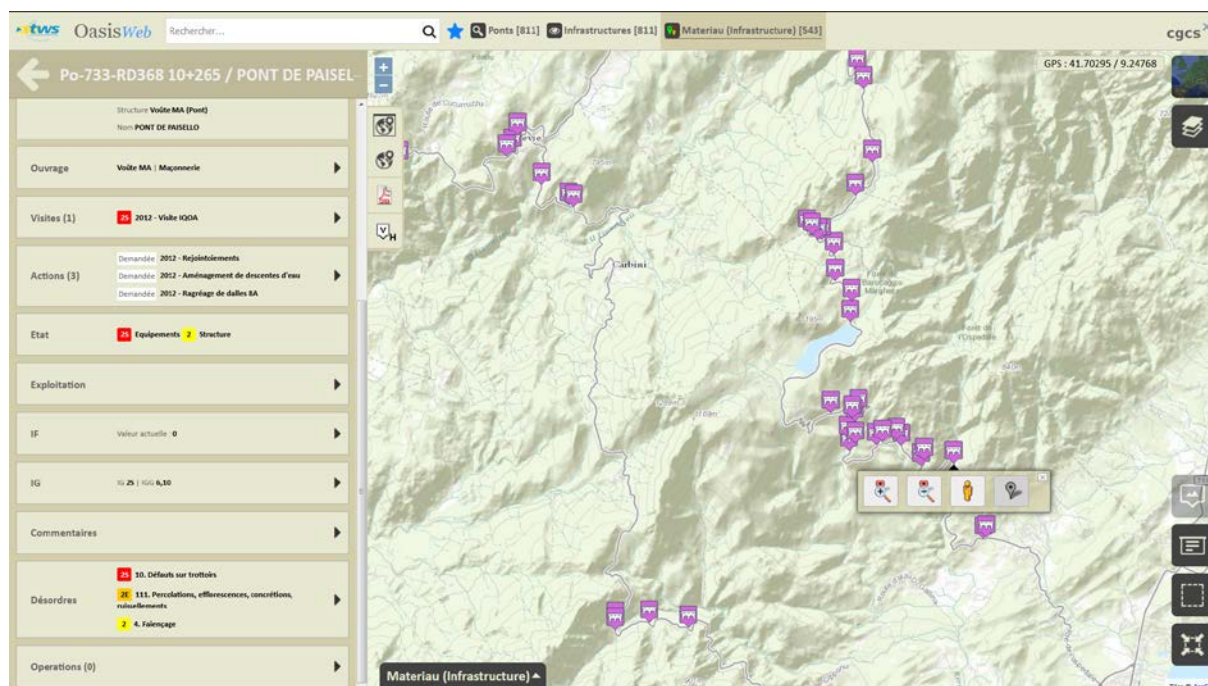 tws OasisWeb Rechercher... Ponts [811] Infrastructures [811] Materiau (Infrastructure) [543] cgcs
Po-733-RD368 10+265 / PONT DE PAISEL
GPS : 41.70295 / 9.24768
Structure Voûte MA (Pont)
Nom PONT DE PAISELLO
Ouvrage Voûte MA | Maçonnerie
Visites (1) 2S 2012 - Visite IQOA
Actions (3)
Demandée 2012 - Rejointoiements
Demandée 2012 - Aménagement de descentes d'eau
Demandée 2012 - Ragréage de dalles BA
Etat 2S Equipements 2 Structure
Exploitation
IF Valeur actuelle 0
IG IG 25 | IGG 6,10
Commentaires
Désordres
2S 10. Défauts sur trottoirs
2E 111. Percolations, efflorescences, concrétions,
ruissellements
2 4. Faïençage
Operations (0)
Carbini
Forêt de
l'Ospedale
VH
Materiau (Infrastructure)